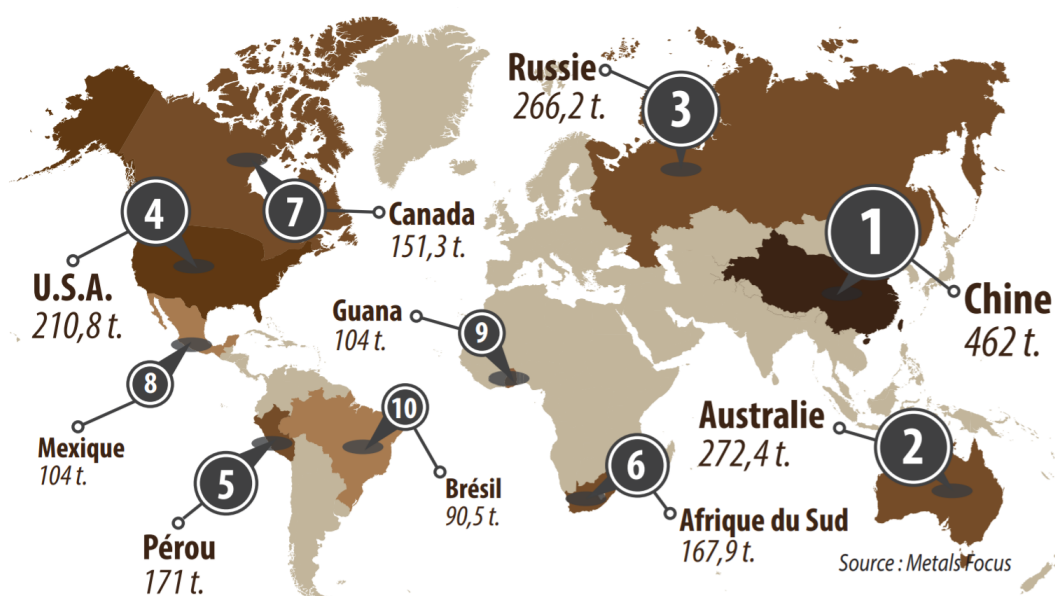 Russie
266,2 t.
3
1
Chine
462 t.
4
U.S.A.
210,8 t.
7
Canada
151,3 t.
Guana
104 t.
9
8
Mexique
104 t.
10
Brésil
90,5 t.
5
Pérou
171 t.
6
Afrique du Sud
167,9 t.
Australie
272,4 t.
2
Source : Metals Focus